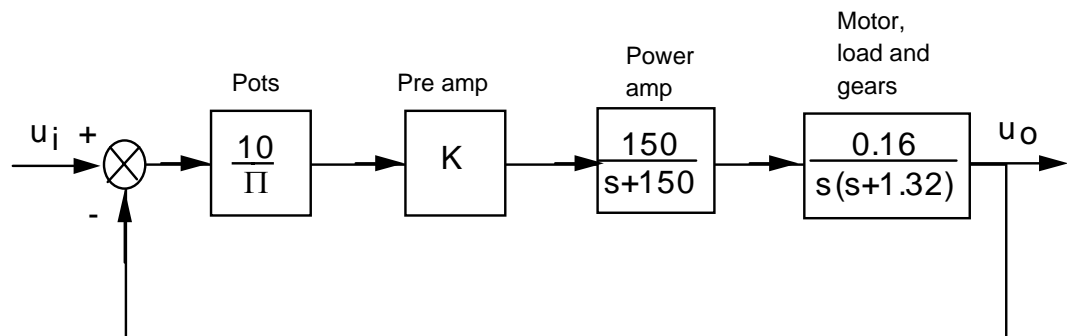 Motor,
load and
gears
Power
amp
Pots
Pre amp
u i +
10
Π
K
150
s+150
0.16
s(s+1.32)
u o
-